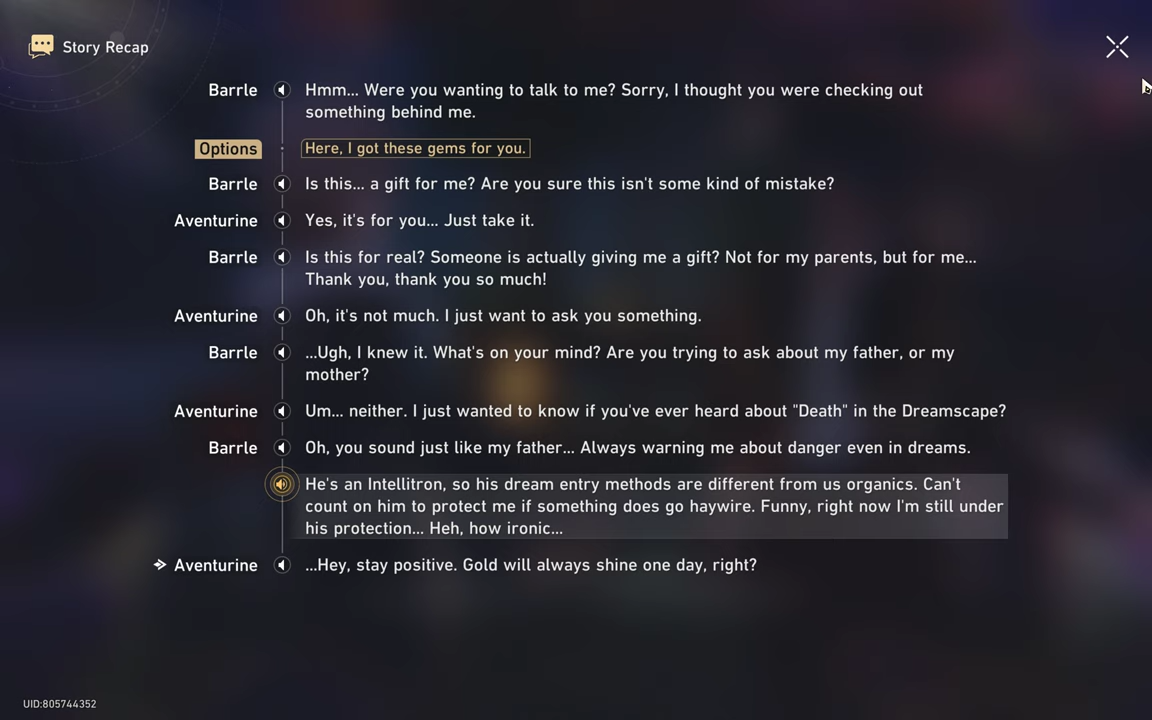 Story Recap
Barrle
Hmm... Were you wanting to talk to me? Sorry, I thought you were checking out
something behind me.
Options
Here, I got these gems for you.
Barrle
Is this... a gift for me? Are you sure this isn't some kind of mistake?
Aventurine
Yes, it's for you... Just take it.
Barrle
Is this for real? Someone is actually giving me a gift? Not for my parents, but for me...
Thank you, thank you so much!
Aventurine
Oh, it's not much. I just want to ask you something.
Barrle
...Ugh, I knew it. What's on your mind? Are you trying to ask about my father, or my
mother?
Aventurine
Um... neither. I just wanted to know if you've ever heard about "Death" in the Dreamscape?
Barrle
Oh, you sound just like my father... Always warning me about danger even in dreams.
He's an Intellitron, so his dream entry methods are different from us organics. Can't
count on him to protect me if something does go haywire. Funny, right now I'm still under
his protection... Heh, how ironic...
Aventurine
...Hey, stay positive. Gold will always shine one day, right?
UID:805744352